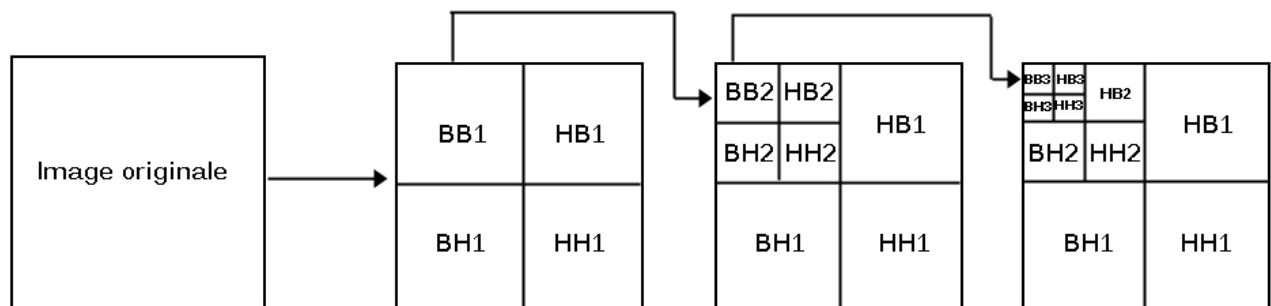 Image originale
BB1 HB1
BH1 HH1
BB2 HB2
HB1
BH2 HH2
BH1 HH1
BB3 HB3
HB2
BH3 HH3
HB1
BH2 HH2
BH1 HH1